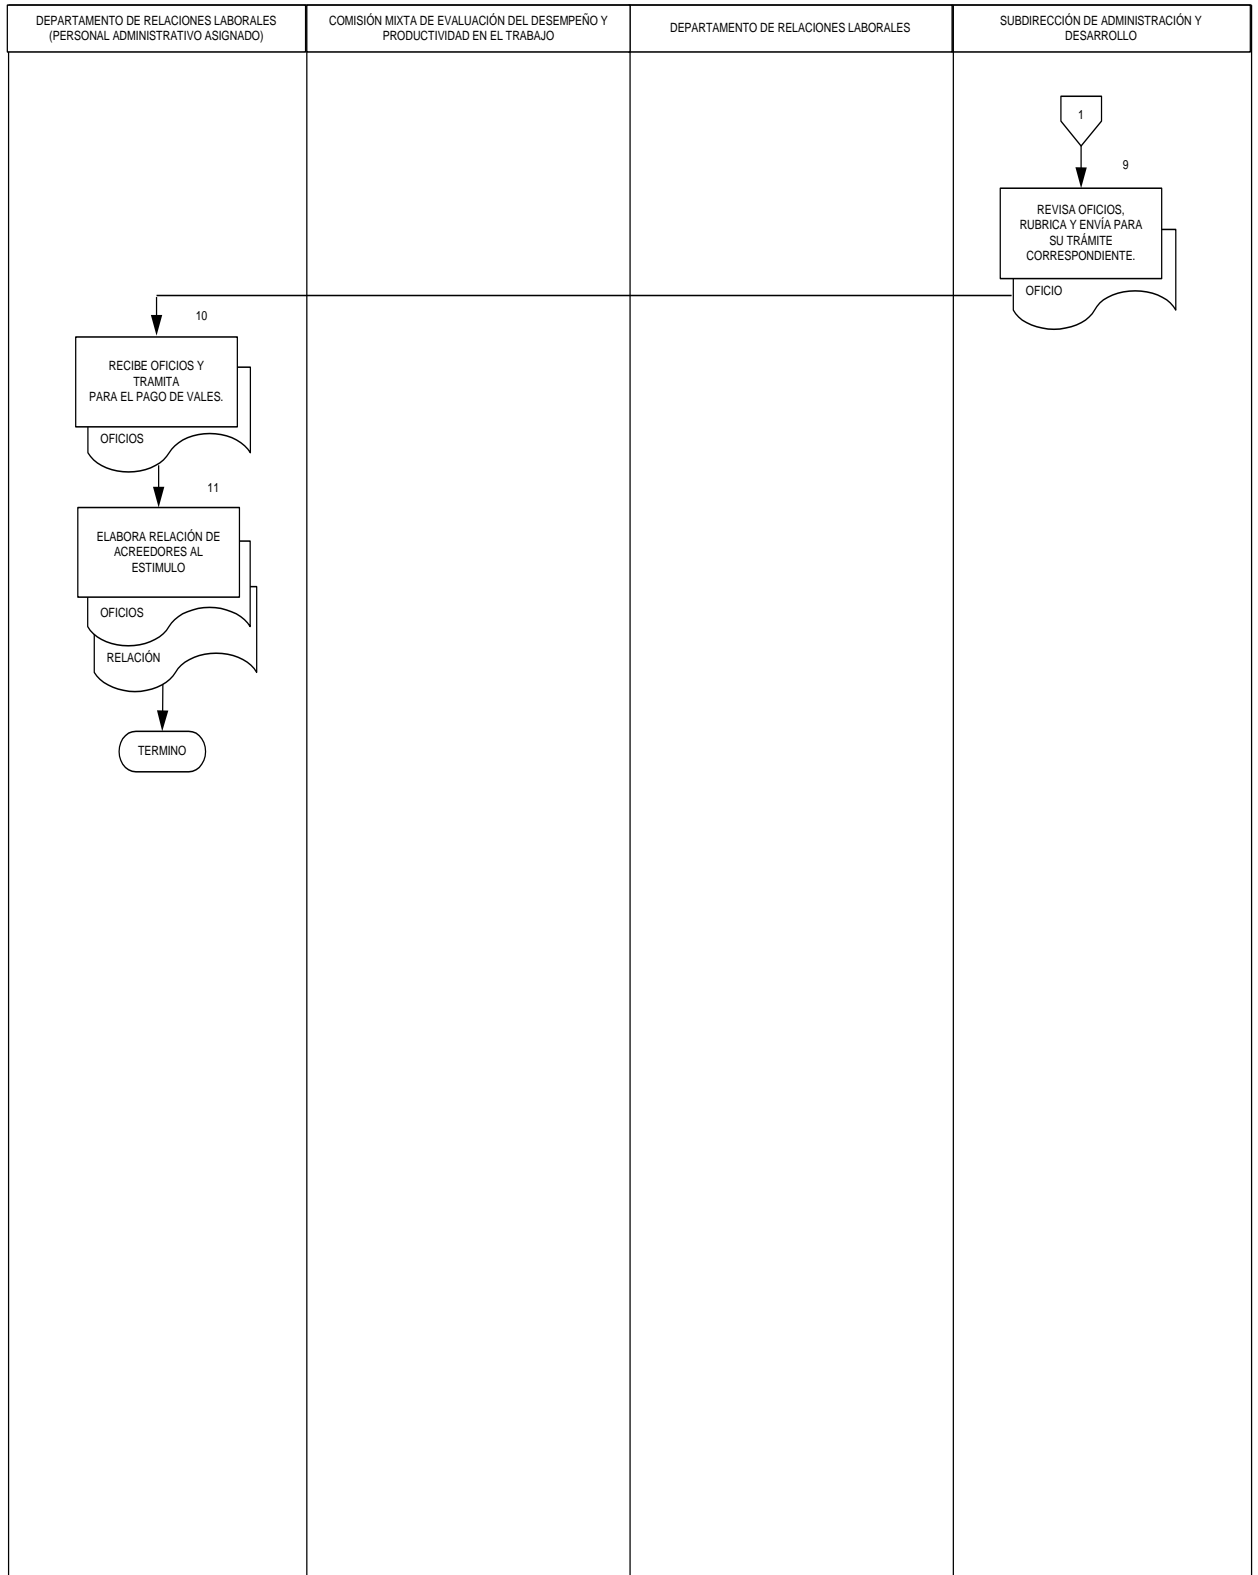 DEPARTAMENTO DE RELACIONES LABORALES
(PERSONAL ADMINISTRATIVO ASIGNADO)
COMISIÓN MIXTA DE EVALUACIÓN DEL DESEMPEÑO Y
PRODUCTIVIDAD EN EL TRABAJO
DEPARTAMENTO DE RELACIONES LABORALES
SUBDIRECCIÓN DE ADMINISTRACIÓN Y
DESARROLLO
1
9
REVISA OFICIOS,
RUBRICA Y ENVÍA PARA
SU TRÁMITE
CORRESPONDIENTE.
OFICIO
10
RECIBE OFICIOS Y
TRAMITA
PARA EL PAGO DE VALES.
OFICIOS
11
ELABORA RELACIÓN DE
ACREEDORES AL
ESTIMULO
OFICIOS
RELACIÓN
TERMINO